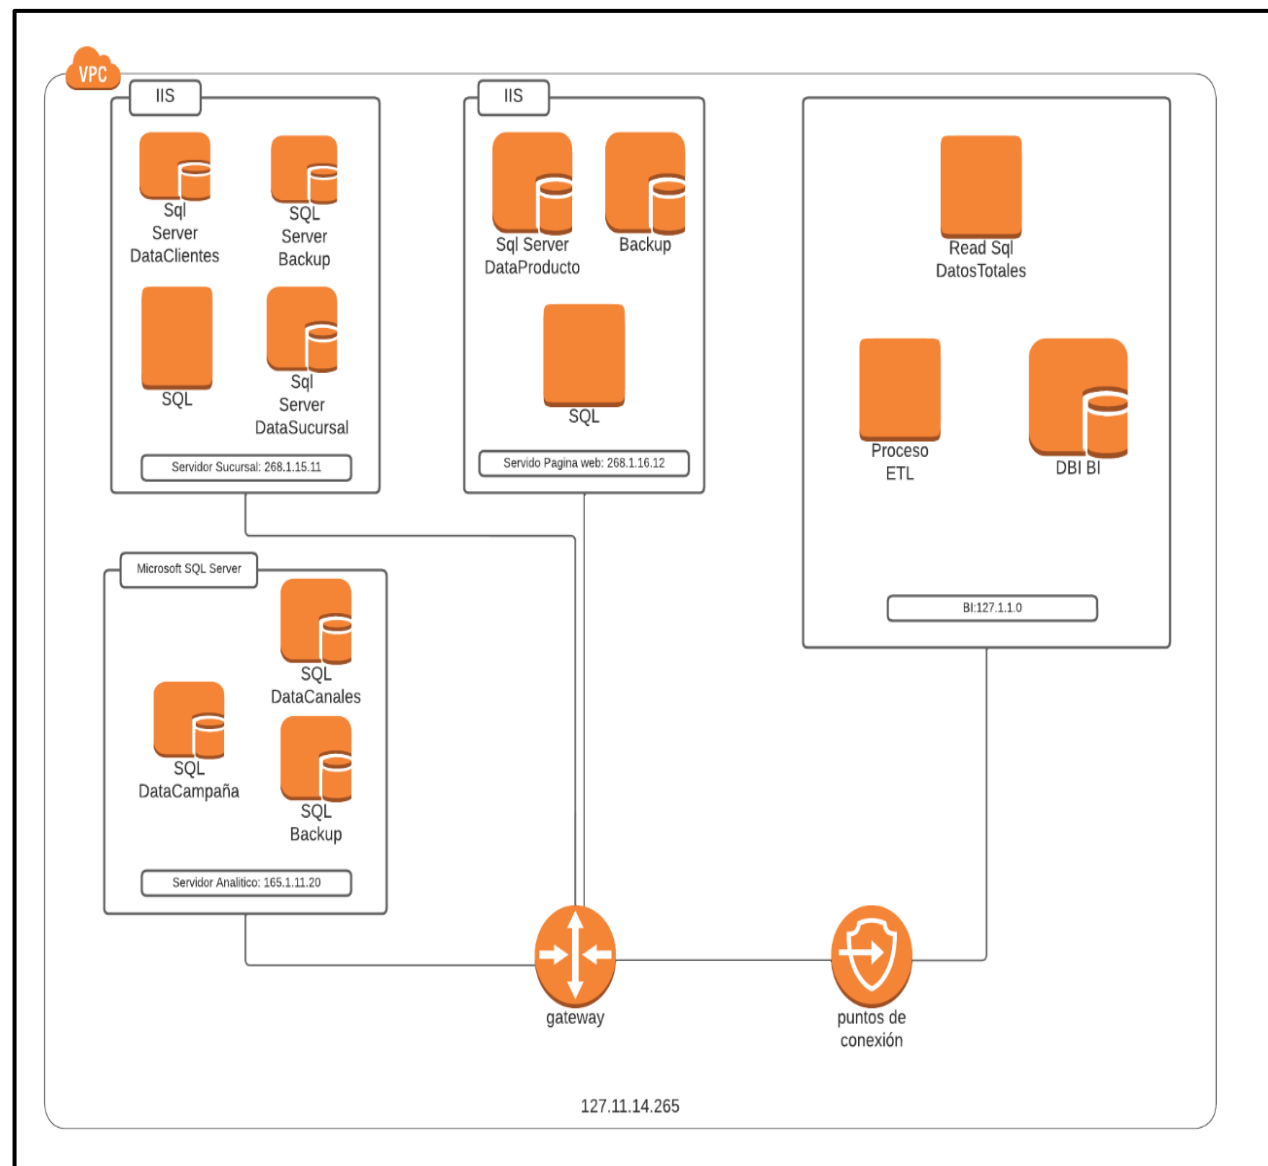 VPC
IIS
Sql
Server
DataClientes
SQL
Server
Backup
SQL
Sql
Server
DataSucursal
Servidor Sucursal: 268.1.15.11
IIS
Sql Server
DataProducto
Backup
SQL
Servido Pagina web: 268.1.16.12
Read Sql
DatosTotales
Proceso
ETL
DBI BI
BI:127.1.1.0
Microsoft SQL Server
SQL
DataCanales
SQL
DataCampaña
SQL
Backup
Servidor Analitico: 165.1.11.20
gateway
puntos de
conexión
127.11.14.265